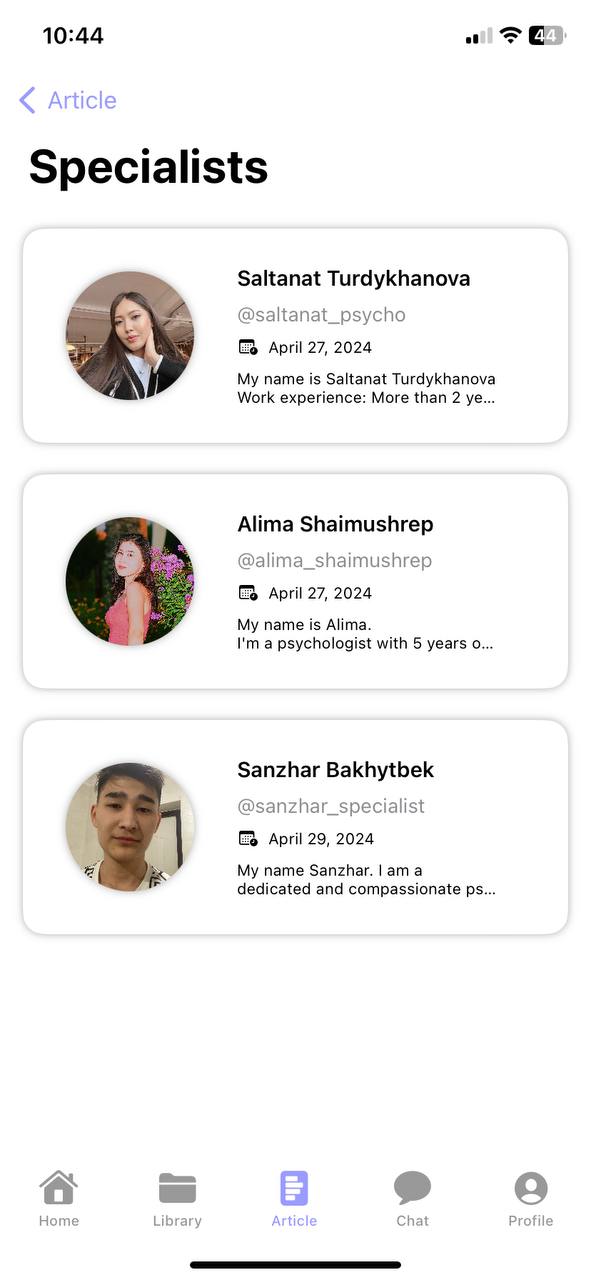 10:44
44
Article
Specialists
Saltanat Turdykhanova
@saltanat_psycho
April 27, 2024
My name is Saltanat Turdykhanova
Work experience: More than 2 ye...
Alima Shaimushrep
@alima_shaimushrep
April 27, 2024
My name is Alima.
I'm a psychologist with 5 years o...
Sanzhar Bakhytbek
@sanzhar_specialist
April 29, 2024
My name Sanzhar. I am a
dedicated and compassionate ps...
Home
Library
Article
Chat
Profile